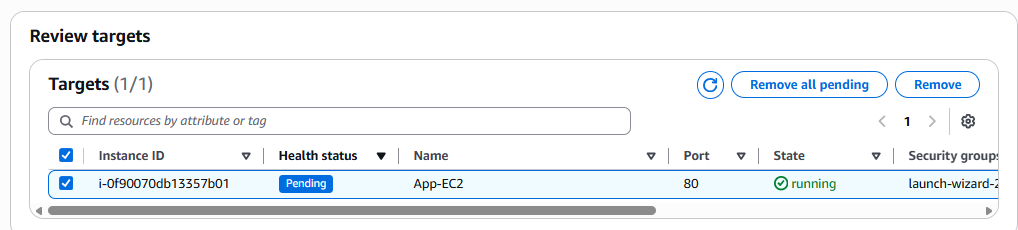 Review targets
Targets (1/1) Remove all pending Remove
Find resources by attribute or tag 1
Instance ID Health status Name Port State Security groups
i-0f90070db13357b01 Pending App-EC2 80 running launch-wizard-2